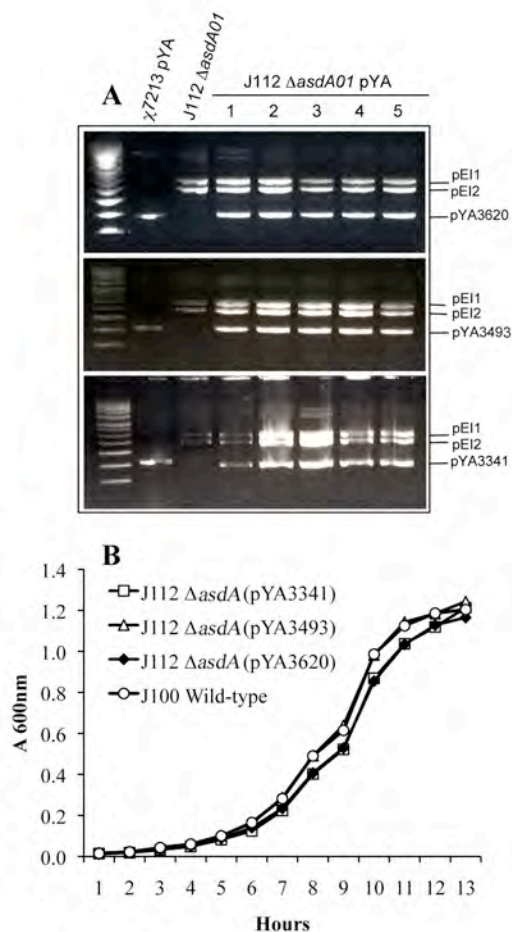 A
χ7213 pYA
J112 ΔasdA01
J112 ΔasdA01 pYA
1 2 3 4 5
pEI1
pEI2
pYA3620
pEI1
pEI2
pYA3493
pEI1
pEI2
pYA3341
B
J112 ΔasdA (pYA3341)
J112 ΔasdA (pYA3493)
J112 ΔasdA (pYA3620)
J100 Wild-type
A 600nm
1.4
1.2
1.0
0.8
0.6
0.4
0.2
0.0
1 2 3 4 5 6 7 8 9 10 11 12 13
Hours